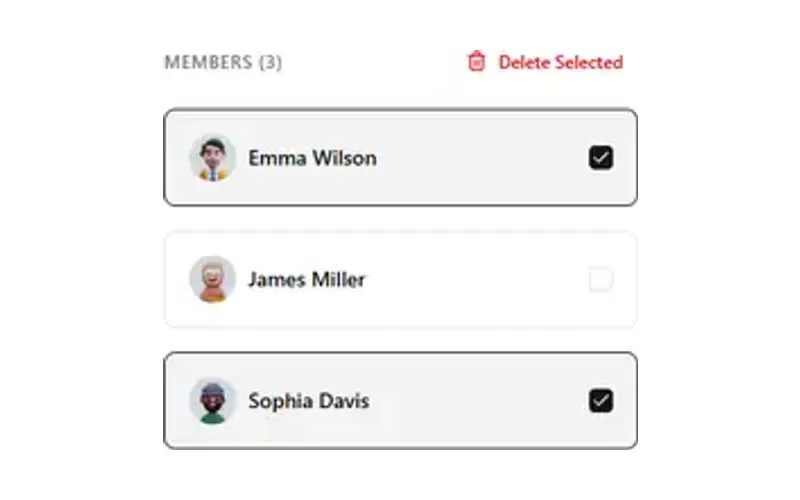 MEMBERS (3)
Delete Selected
Emma Wilson
James Miller
Sophia Davis